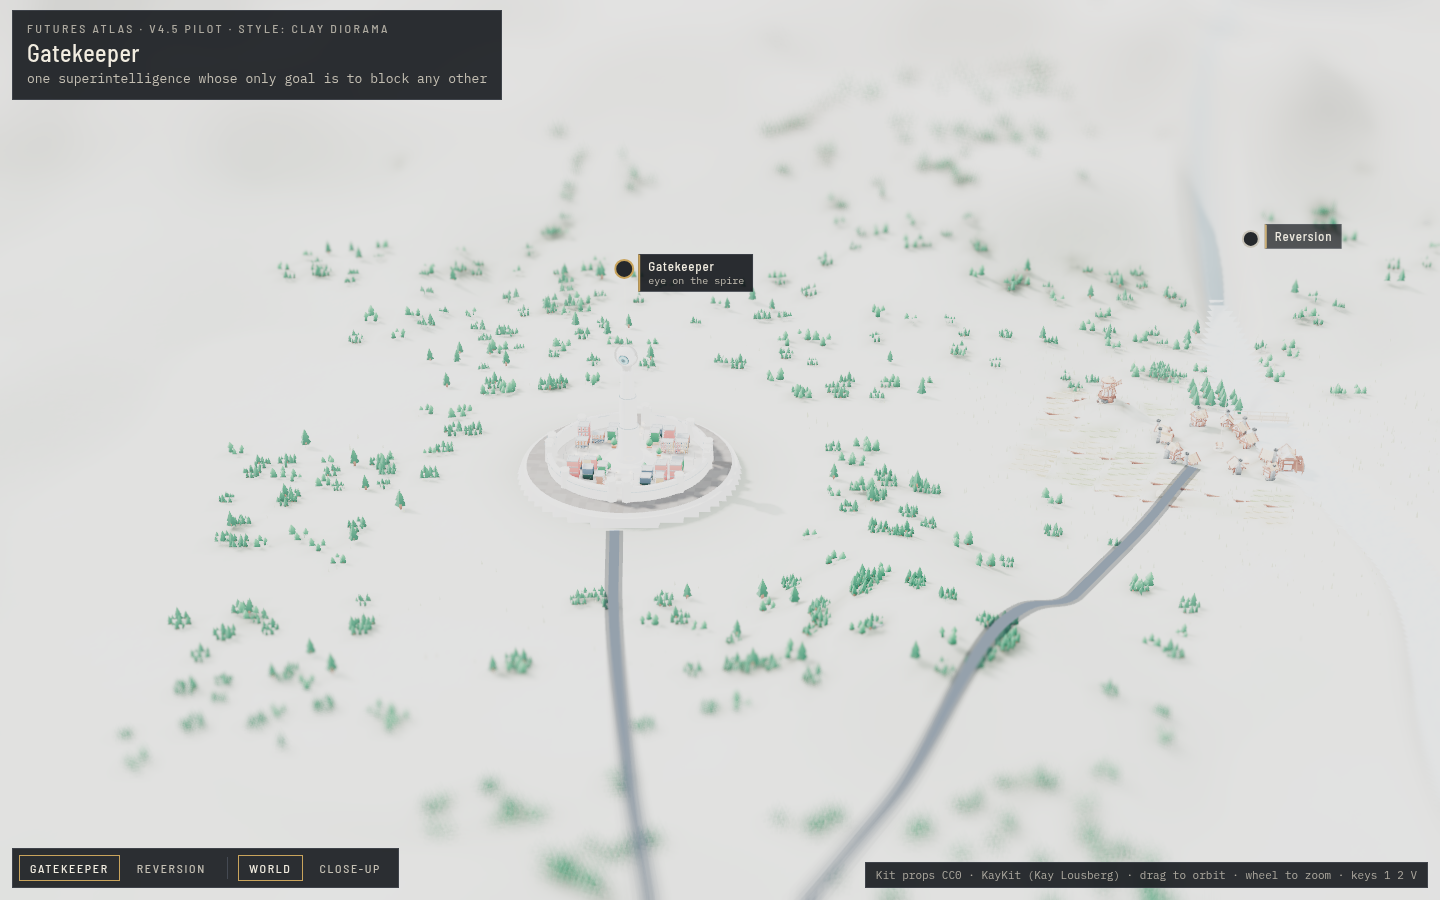 FUTURES ATLAS · V4.5 PILOT · STYLE: CLAY DIORAMA
Gatekeeper
one superintelligence whose only goal is to block any other
Reversion
Gatekeeper
eye on the spire
GATEKEEPER REVERSION WORLD CLOSE-UP
Kit props CC0 · KayKit (Kay Lousberg) · drag to orbit · wheel to zoom · keys 1 2 V